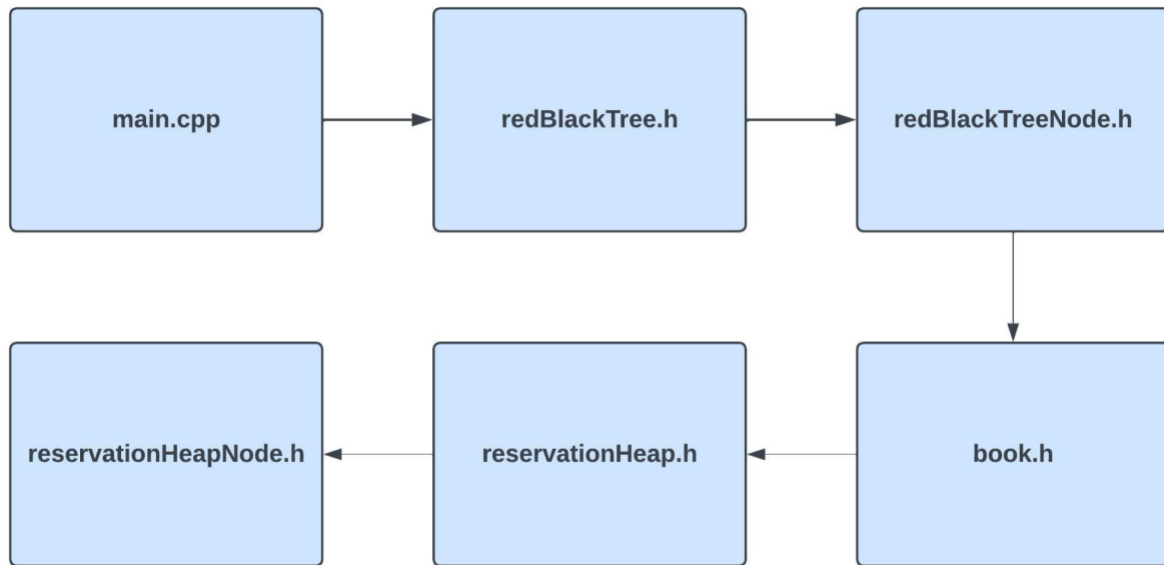 main.cpp
redBlackTree.h
redBlackTreeNode.h
reservationHeapNode.h
reservationHeap.h
book.h